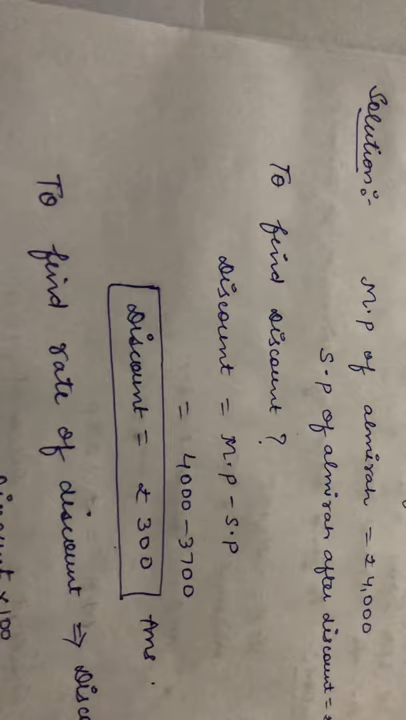 Solution:-
M.P of almirah = ₹4,000
S.P of almirah after discount =
To find discount?
Discount = M.P - S.P
= 4000-3700
Discount = ₹300 Ans.
To find rate of discount ⇒
x100